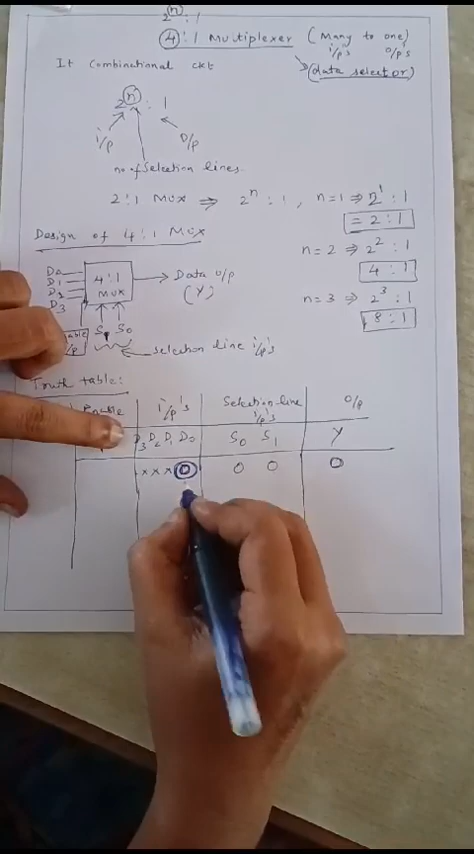 2ⁿ : 1
4:1 Multiplexer (Many to one)
i/p's o/p's
It Combinational ckt (data selector)
2ⁿ : 1
i/p O/p
no of Selection lines
2:1 MUX ⇒ 2ⁿ : 1, n=1 ⇒ 2¹ : 1
= 2 : 1
Design of 4:1 MUX
n = 2 ⇒ 2² : 1
4 : 1
n = 3 ⇒ 2³ : 1
8 : 1
D0
D1
D2
D3
4:1
MUX
Data o/p
(Y)
S1 S0
selection line i/p's
Truth table:
Enable i/p's Selection line i/p's o/p
D3 D2 D1 D0 S0 S1 Y
x x x 0 0 0 0